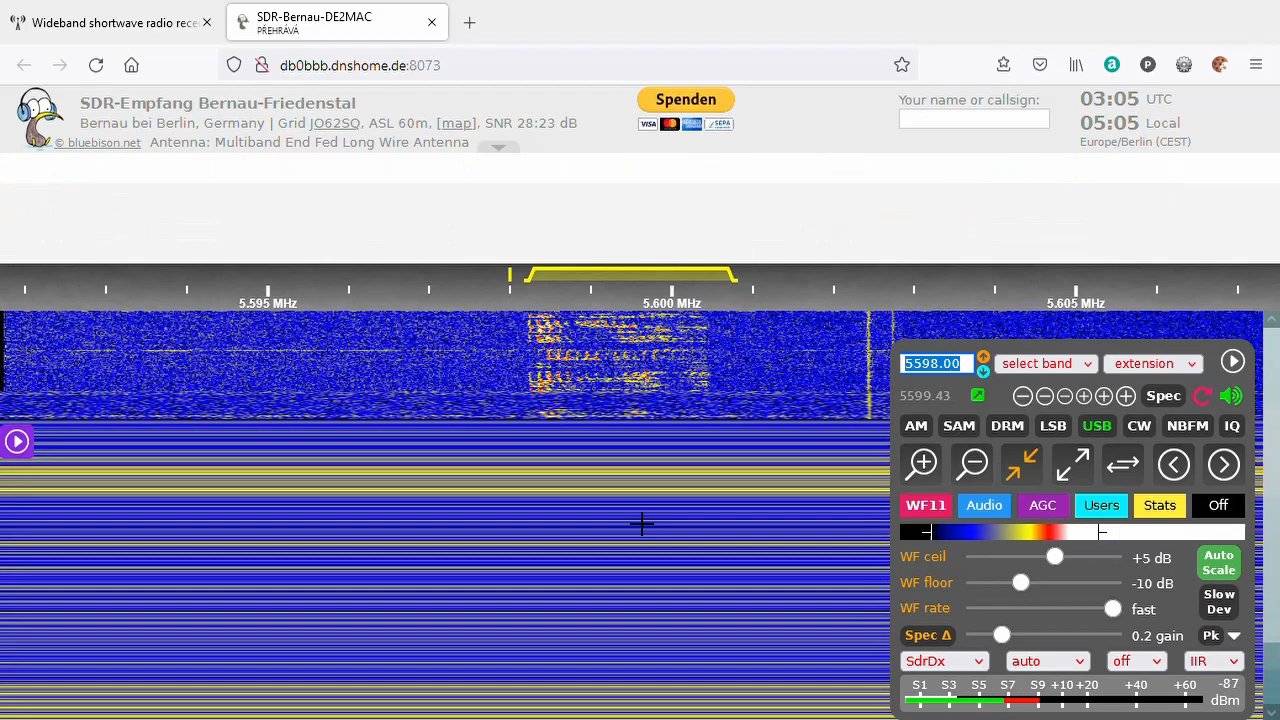 Wideband shortwave radio rece
SDR-Bernau-DE2MAC
PŘEHRÁVÁ
db0bbb.dnshome.de:8073
SDR-Empfang Bernau-Friedenstal
Bernau bei Berlin, Germany | Grid JO62SQ, ASL 60m. [map], SNR 28:23 dB
© bluebison.net Antenna: Multiband End Fed Long Wire Antenna
Spenden
VISA SEPA
Your name or callsign:
03:05 UTC
05:05 Local
Europe/Berlin (CEST)
5.595 MHz 5.600 MHz 5.605 MHz
5598.00 select band extension
5599.43 Spec
AM SAM DRM LSB USB CW NBFM IQ
WF11 Audio AGC Users Stats Off
WF ceil +5 dB Auto Scale
WF floor -10 dB
WF rate fast Slow Dev
Spec Δ 0.2 gain Pk
SdrDx auto off IIR
S1 S3 S5 S7 S9 +10 +20 +40 +60 -87 dBm